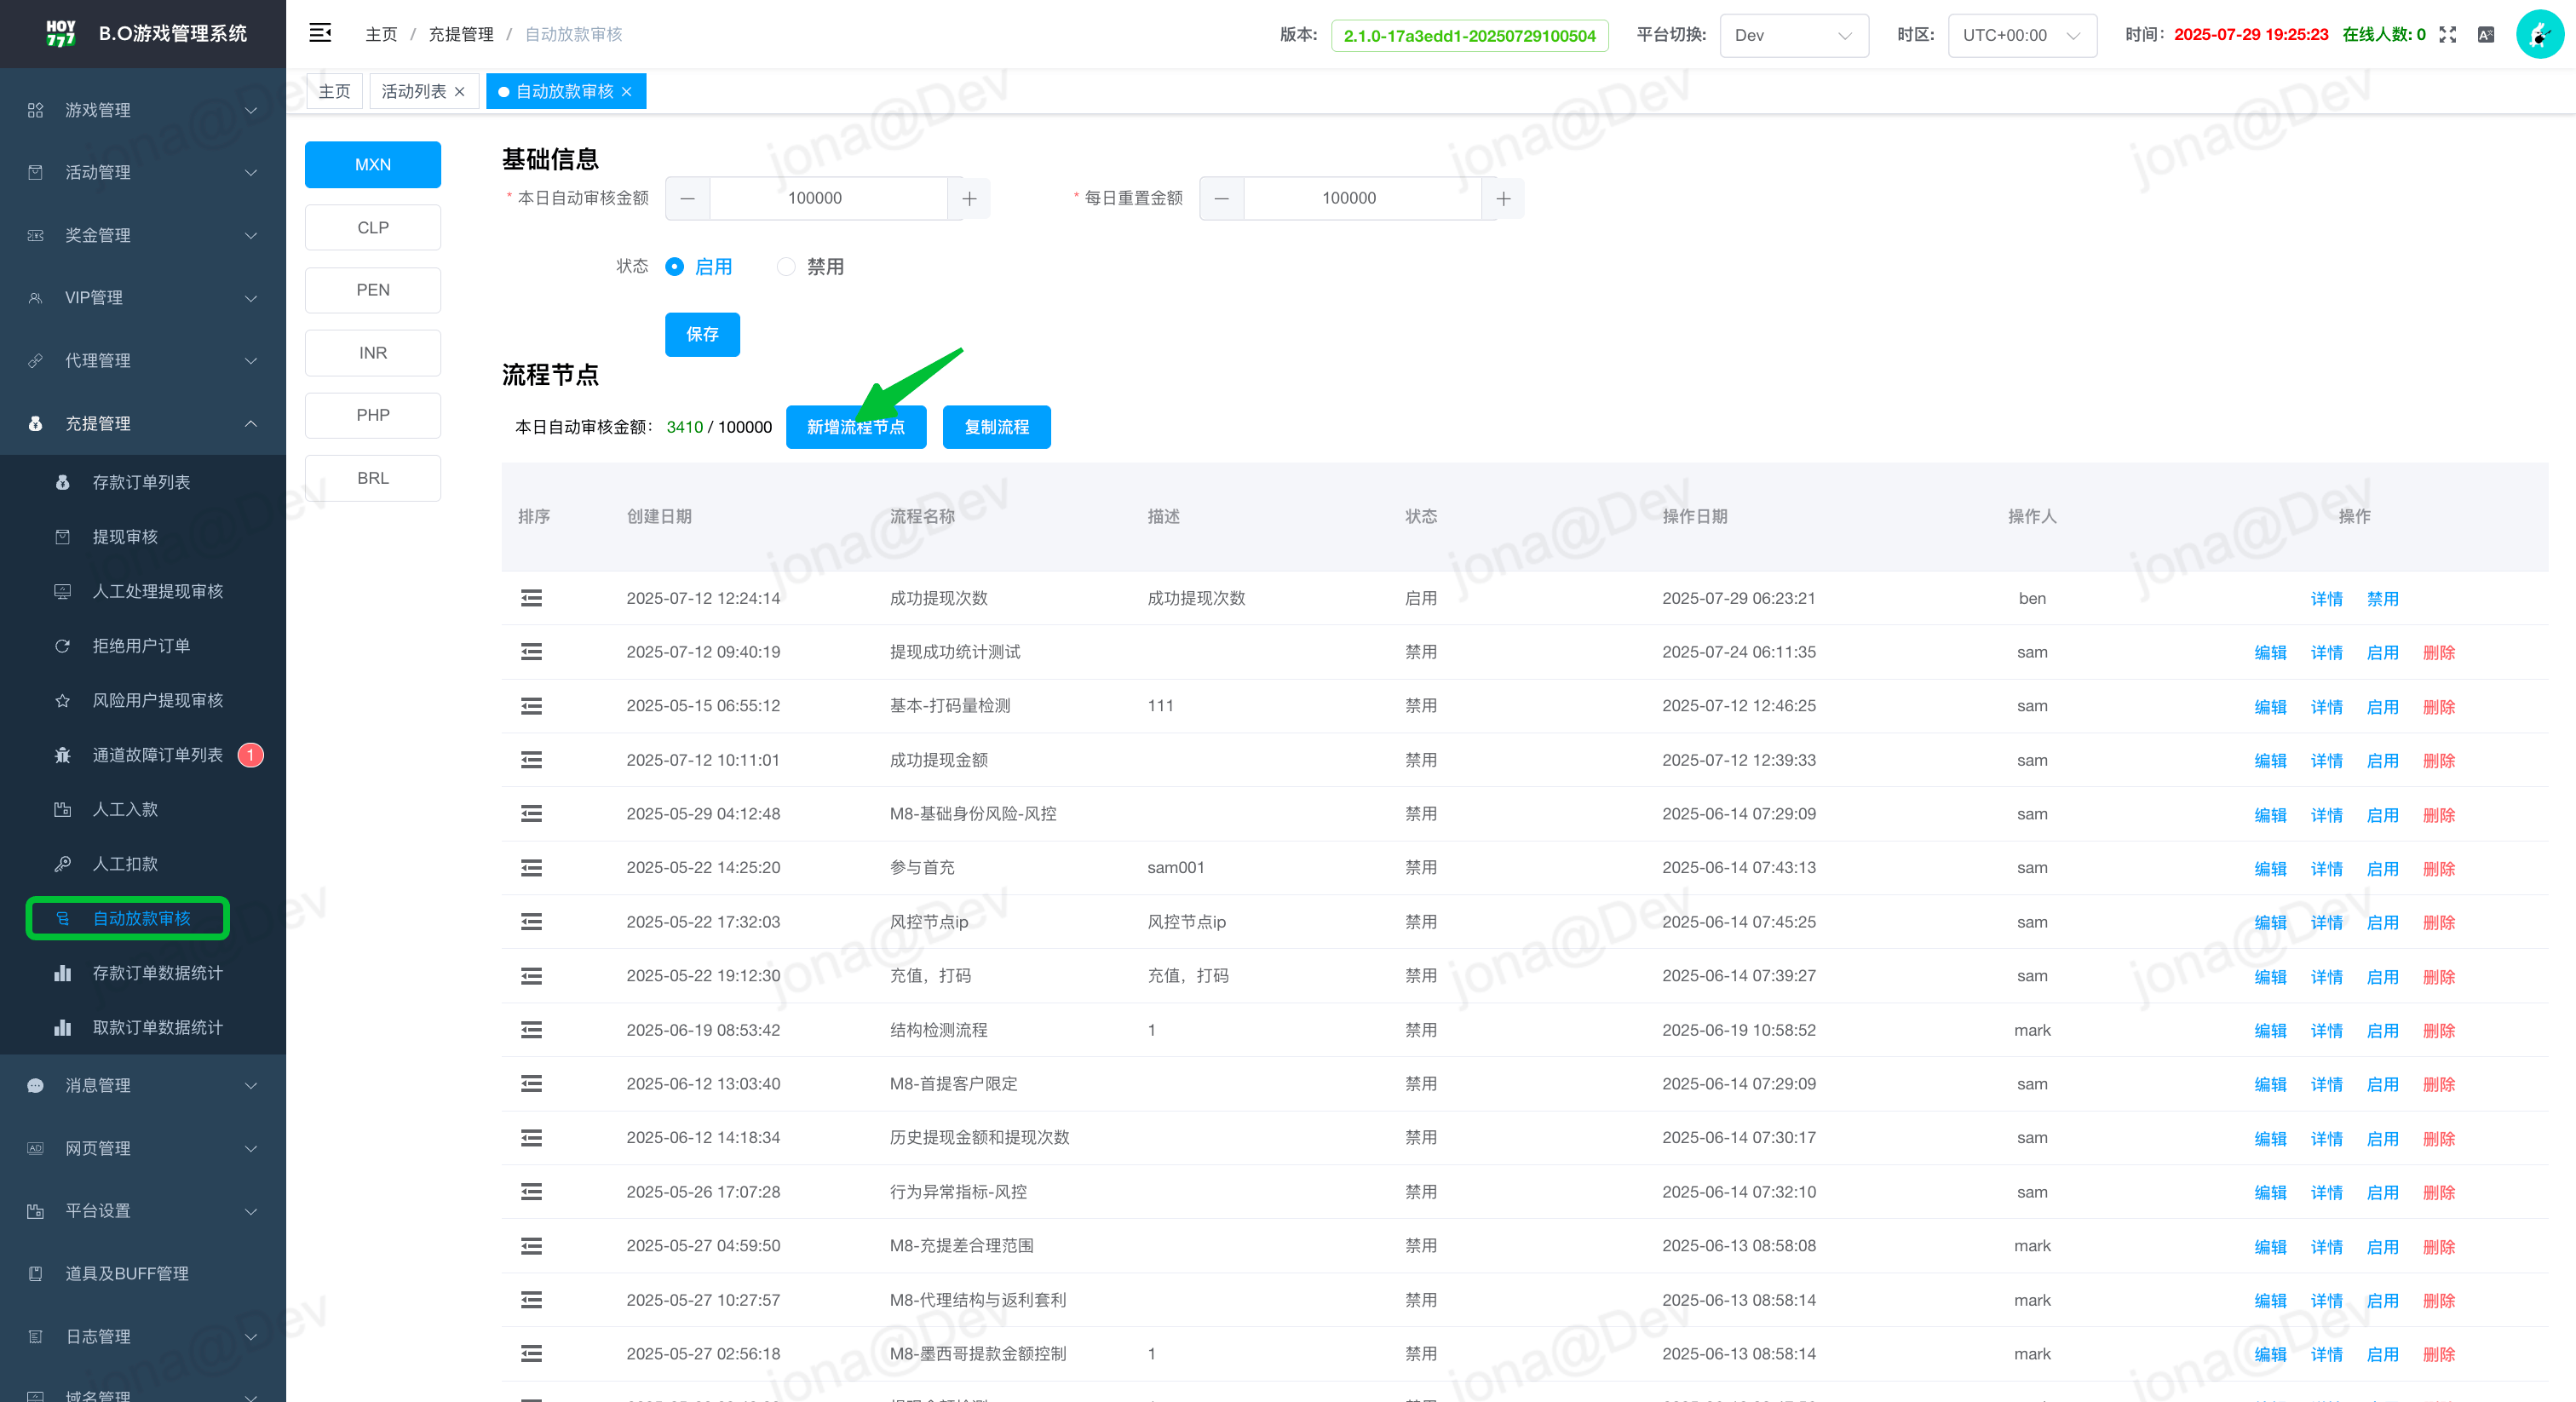 HOY
777
B.O游戏管理系统
主页 / 充提管理 / 自动放款审核
版本: 2.1.0-17a3edd1-20250729100504 平台切换: Dev 时区: UTC+00:00 时间: 2025-07-29 19:25:23 在线人数: 0
主页 活动列表 自动放款审核
游戏管理
活动管理
奖金管理
VIP管理
代理管理
充提管理
存款订单列表
提现审核
人工处理提现审核
拒绝用户订单
风险用户提现审核
通道故障订单列表 1
人工入款
人工扣款
自动放款审核
存款订单数据统计
取款订单数据统计
消息管理
网页管理
平台设置
道具及BUFF管理
日志管理
域名管理
MXN
CLP
PEN
INR
PHP
BRL
基础信息
* 本日自动审核金额 100000 * 每日重置金额 100000
状态 启用 禁用
保存
流程节点
本日自动审核金额: 3410 / 100000 新增流程节点 复制流程
排序 创建日期 流程名称 描述 状态 操作日期 操作人 操作
2025-07-12 12:24:14 成功提现次数 成功提现次数 启用 2025-07-29 06:23:21 ben 详情 禁用
2025-07-12 09:40:19 提现成功统计测试 禁用 2025-07-24 06:11:35 sam 编辑 详情 启用 删除
2025-05-15 06:55:12 基本-打码量检测 111 禁用 2025-07-12 12:46:25 sam 编辑 详情 启用 删除
2025-07-12 10:11:01 成功提现金额 禁用 2025-07-12 12:39:33 sam 编辑 详情 启用 删除
2025-05-29 04:12:48 M8-基础身份风险-风控 禁用 2025-06-14 07:29:09 sam 编辑 详情 启用 删除
2025-05-22 14:25:20 参与首充 sam001 禁用 2025-06-14 07:43:13 sam 编辑 详情 启用 删除
2025-05-22 17:32:03 风控节点ip 风控节点ip 禁用 2025-06-14 07:45:25 sam 编辑 详情 启用 删除
2025-05-22 19:12:30 充值，打码 充值，打码 禁用 2025-06-14 07:39:27 sam 编辑 详情 启用 删除
2025-06-19 08:53:42 结构检测流程 1 禁用 2025-06-19 10:58:52 mark 编辑 详情 启用 删除
2025-06-12 13:03:40 M8-首提客户限定 禁用 2025-06-14 07:29:09 sam 编辑 详情 启用 删除
2025-06-12 14:18:34 历史提现金额和提现次数 禁用 2025-06-14 07:30:17 sam 编辑 详情 启用 删除
2025-05-26 17:07:28 行为异常指标-风控 禁用 2025-06-14 07:32:10 sam 编辑 详情 启用 删除
2025-05-27 04:59:50 M8-充提差合理范围 禁用 2025-06-13 08:58:08 mark 编辑 详情 启用 删除
2025-05-27 10:27:57 M8-代理结构与返利套利 禁用 2025-06-13 08:58:14 mark 编辑 详情 启用 删除
2025-05-27 02:56:18 M8-墨西哥提款金额控制 1 禁用 2025-06-13 08:58:14 mark 编辑 详情 启用 删除
jona@Dev